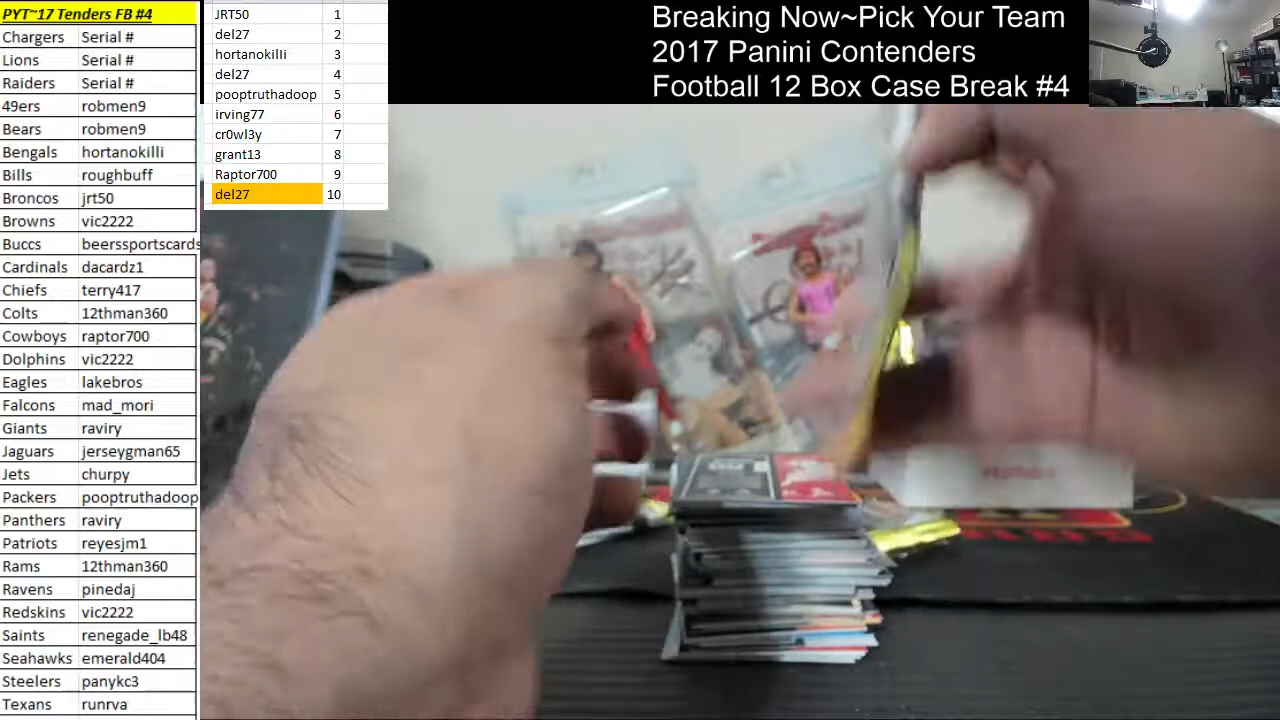 PYT~17 Tenders FB #4
Chargers Serial #
Lions Serial #
Raiders Serial #
49ers robmen9
Bears robmen9
Bengals hortanokilli
Bills roughbuff
Broncos jrt50
Browns vic2222
Buccs beerssportscards
Cardinals dacardz1
Chiefs terry417
Colts 12thman360
Cowboys raptor700
Dolphins vic2222
Eagles lakebros
Falcons mad_mori
Giants raviry
Jaguars jerseygman65
Jets churpy
Packers pooptruthadoop
Panthers raviry
Patriots reyesjm1
Rams 12thman360
Ravens pinedaj
Redskins vic2222
Saints renegade_lb48
Seahawks emerald404
Steelers panykc3
Texans runrva
JRT50 1
del27 2
hortanokilli 3
del27 4
pooptruthadoop 5
irving77 6
cr0wl3y 7
grant13 8
Raptor700 9
del27 10
Breaking Now~Pick Your Team
2017 Panini Contenders
Football 12 Box Case Break #4